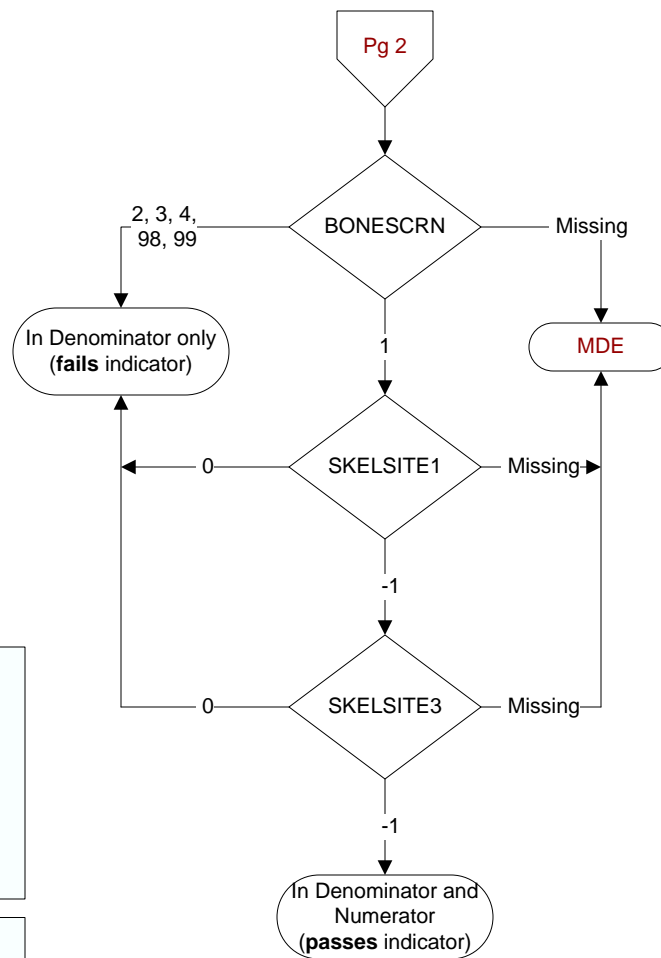 Pg 2
BONESCRN
2, 3, 4,
98, 99
Missing
In Denominator only
(fails indicator)
MDE
1
SKELSITE1
0
Missing
-1
SKELSITE3
0
Missing
-1
In Denominator and
Numerator
(passes indicator)